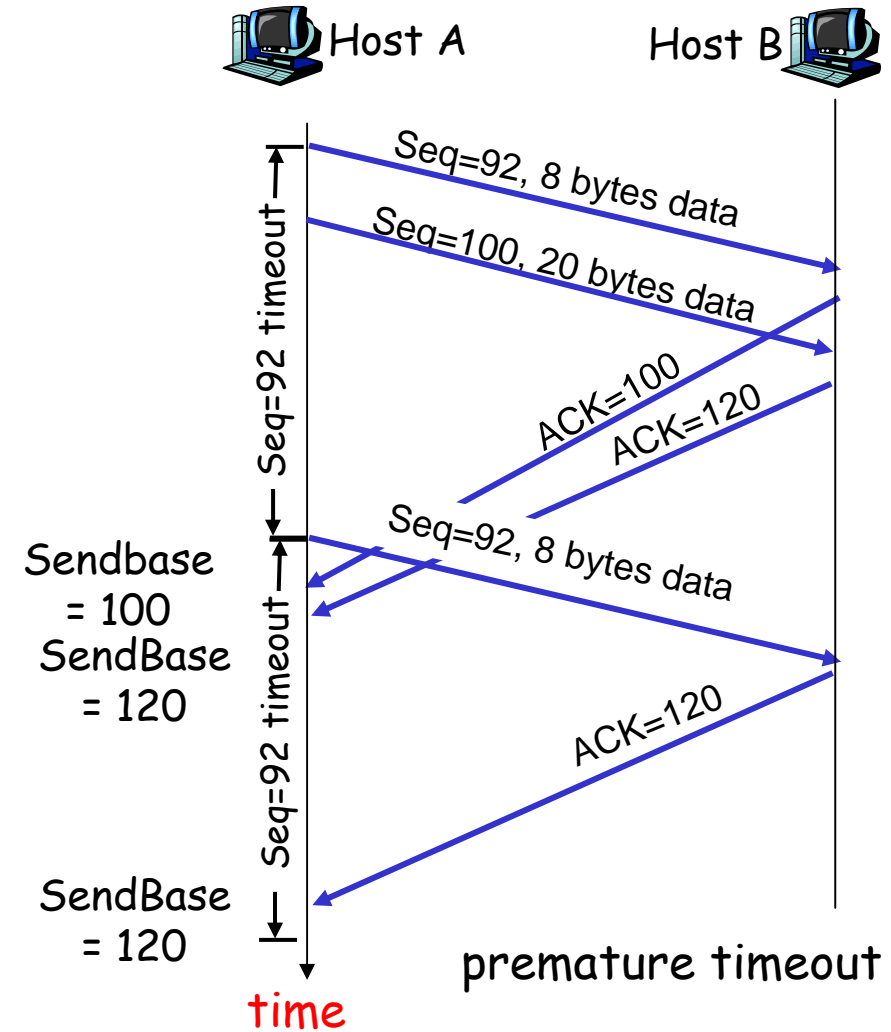 Host A
Host B
Seq=92, 8 bytes data
Seq=100, 20 bytes data
Seq=92 timeout
ACK=100
ACK=120
Seq=92, 8 bytes data
Sendbase
= 100
SendBase
= 120
Seq=92 timeout
ACK=120
SendBase
= 120
premature timeout
time